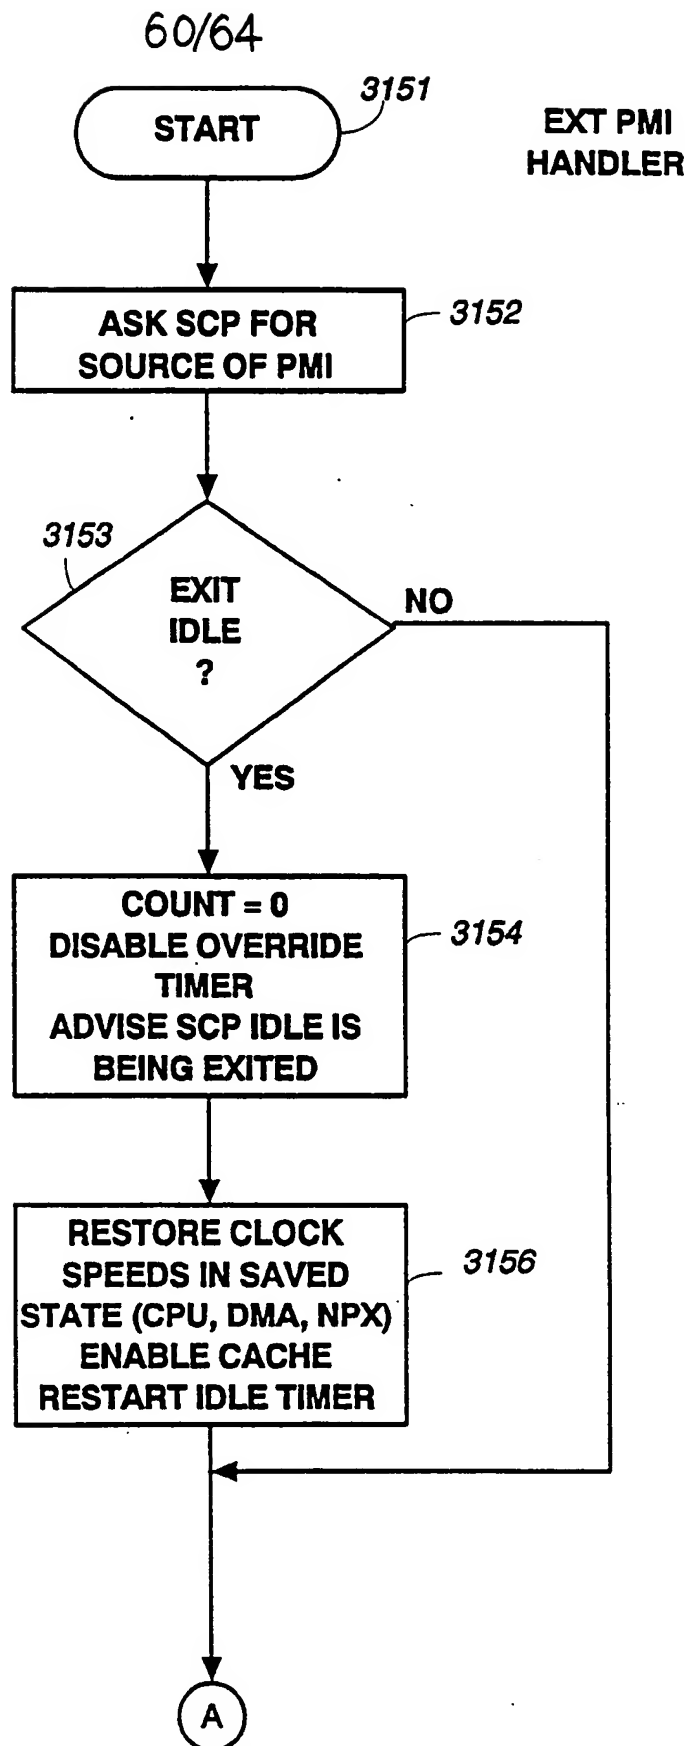 60/64
START
3151
EXT PMI
HANDLER
ASK SCP FOR
SOURCE OF PMI
3152
3153
EXIT
IDLE
?
NO
YES
COUNT = 0
DISABLE OVERRIDE
TIMER
ADVISE SCP IDLE IS
BEING EXITED
3154
RESTORE CLOCK
SPEEDS IN SAVED
STATE (CPU, DMA, NPX)
ENABLE CACHE
RESTART IDLE TIMER
3156
A